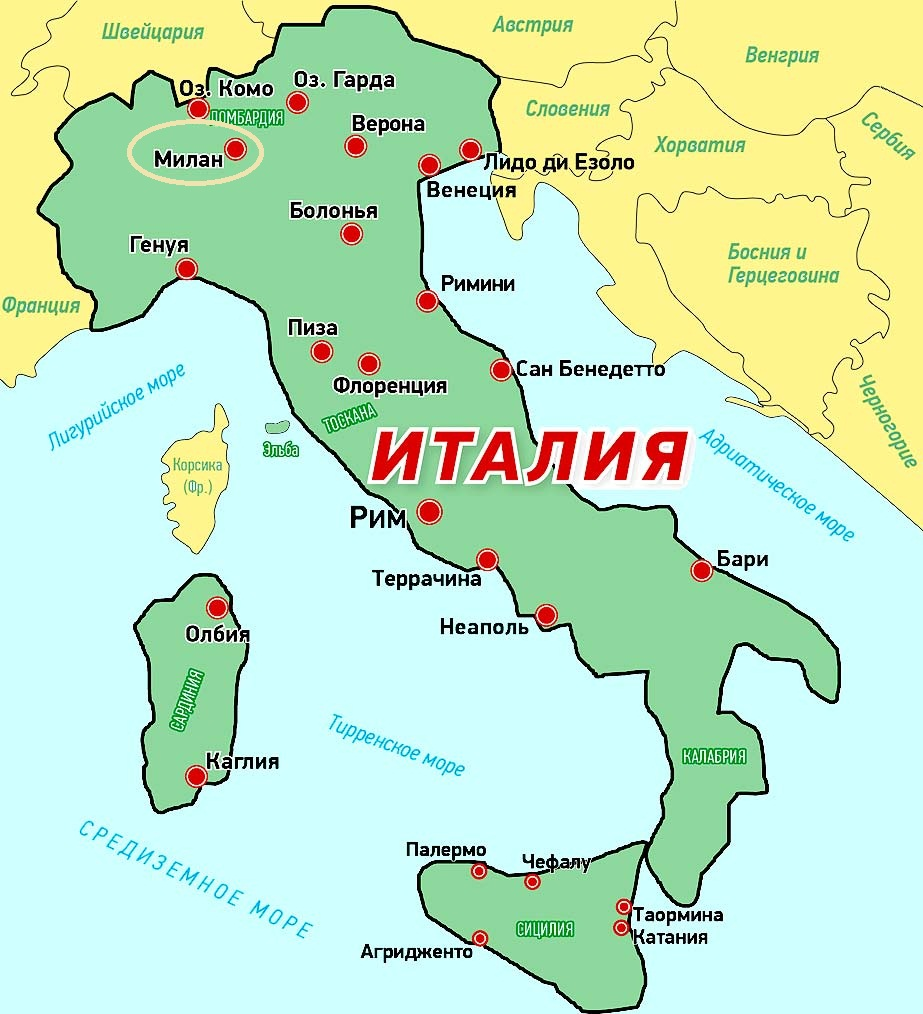 Швейцария
Австрия
Венгрия
Оз. Комо
Оз. Гарда
ЛОМБАРДИЯ
Словения
Сербия
Верона
Хорватия
Милан
Лидо ди Езоло
Венеция
Болонья
Генуя
Босния и
Герцеговина
Франция
Римини
Пиза
Флоренция
Сан Бенедетто
Лигурийское море
Черногорие
ТОСКАНА
Эльба
ИТАЛИЯ
Корсика
(Фр.)
Адриатическое море
Рим
Бари
Террачина
Неаполь
Олбия
САРДИНИЯ
Тирренское море
КАЛАБРИЯ
Каглия
СРЕДИЗЕМНОЕ МОРЕ
Палермо
Чефалу
Таормина
СИЦИЛИЯ
Катания
Агридженто